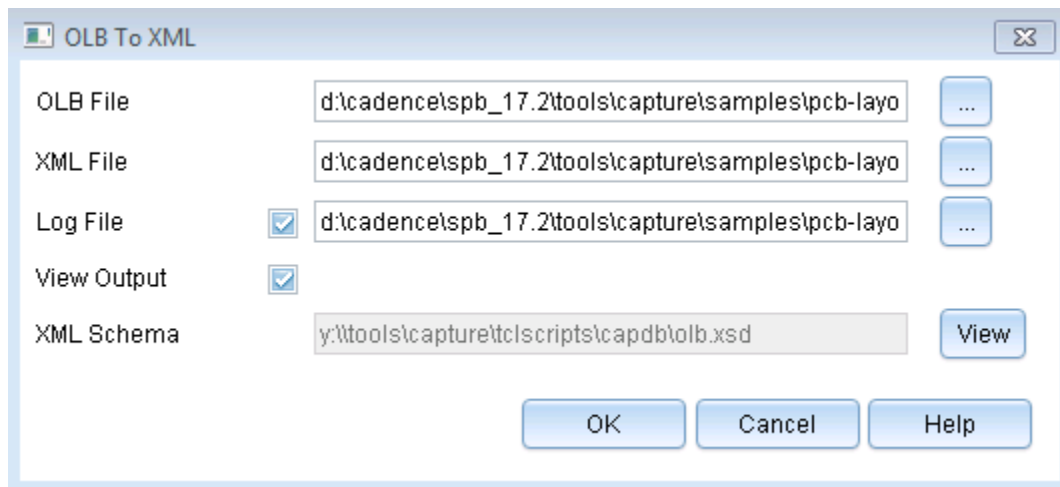 OLB To XML
OLB File d:\cadence\spb_17.2\tools\capture\samples\pcb-layo ...
XML File d:\cadence\spb_17.2\tools\capture\samples\pcb-layo ...
Log File d:\cadence\spb_17.2\tools\capture\samples\pcb-layo ...
View Output
XML Schema y:\\tools\capture\tclscripts\capdb\olb.xsd View
OK Cancel Help